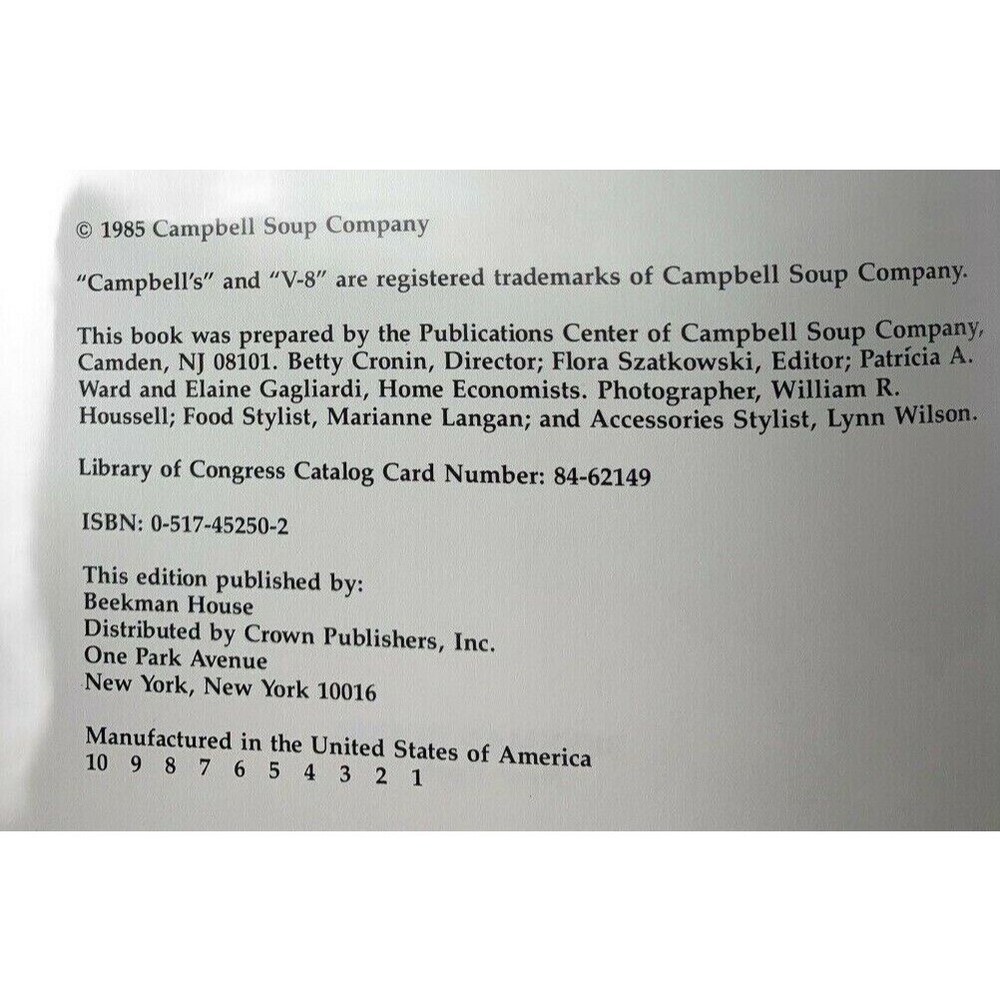 © 1985 Campbell Soup Company
“Campbell’s” and “V-8” are registered trademarks of Campbell Soup Company.
This book was prepared by the Publications Center of Campbell Soup Company,
Camden, NJ 08101. Betty Cronin, Director; Flora Szatkowski, Editor; Patricia A.
Ward and Elaine Gagliardi, Home Economists. Photographer, William R.
Houssell; Food Stylist, Marianne Langan; and Accessories Stylist, Lynn Wilson.
Library of Congress Catalog Card Number: 84-62149
ISBN: 0-517-45250-2
This edition published by:
Beekman House
Distributed by Crown Publishers, Inc.
One Park Avenue
New York, New York 10016
Manufactured in the United States of America
10 9 8 7 6 5 4 3 2 1